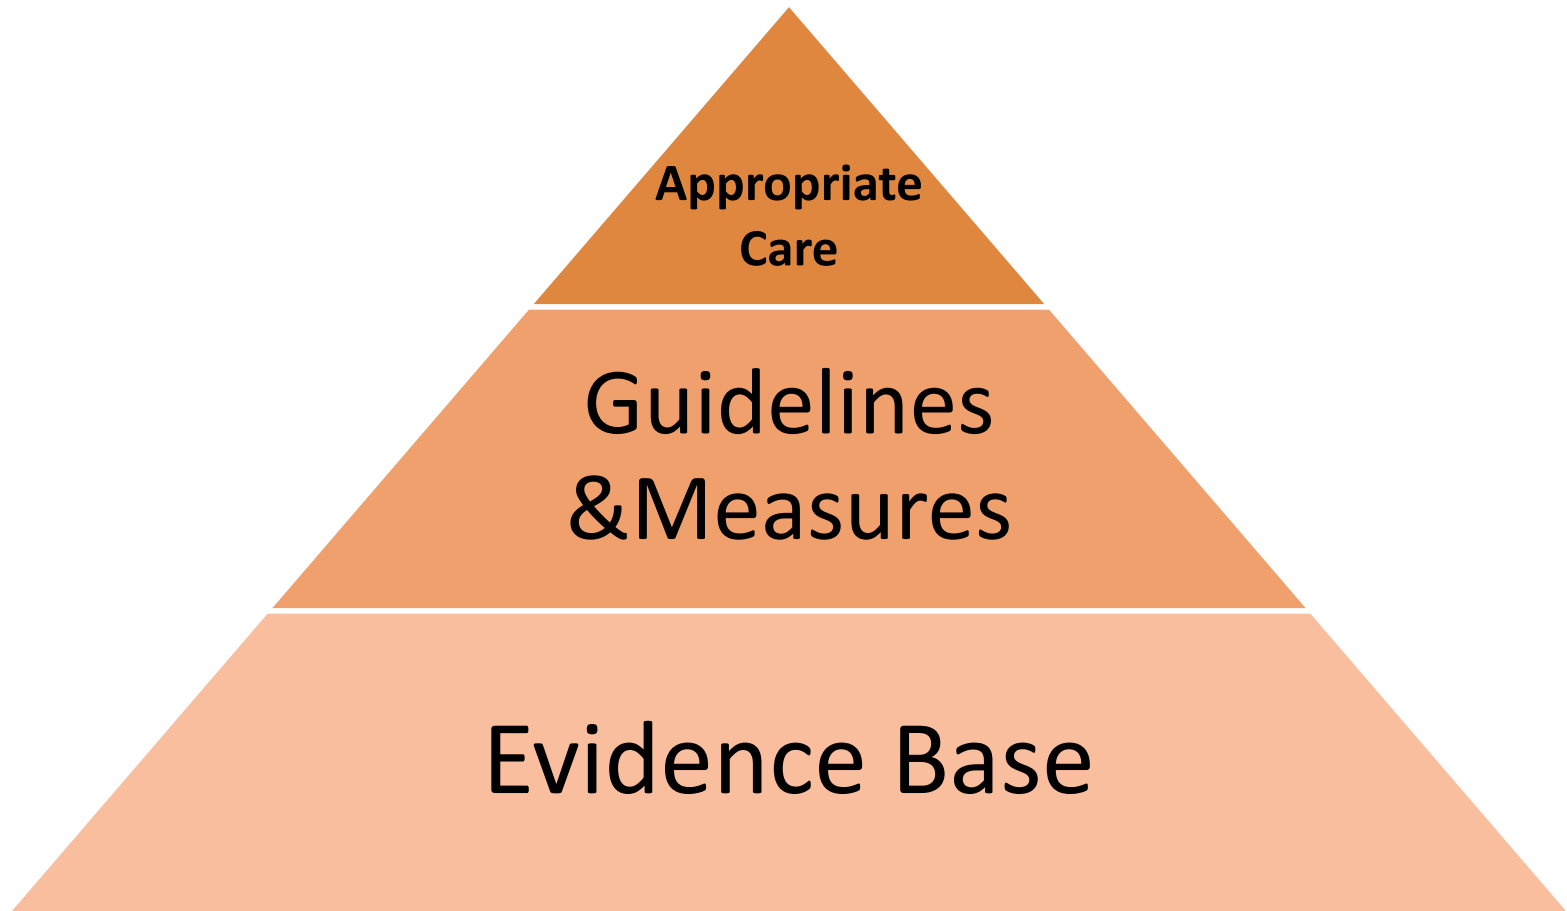 Appropriate
Care
Guidelines
&Measures
Evidence Base